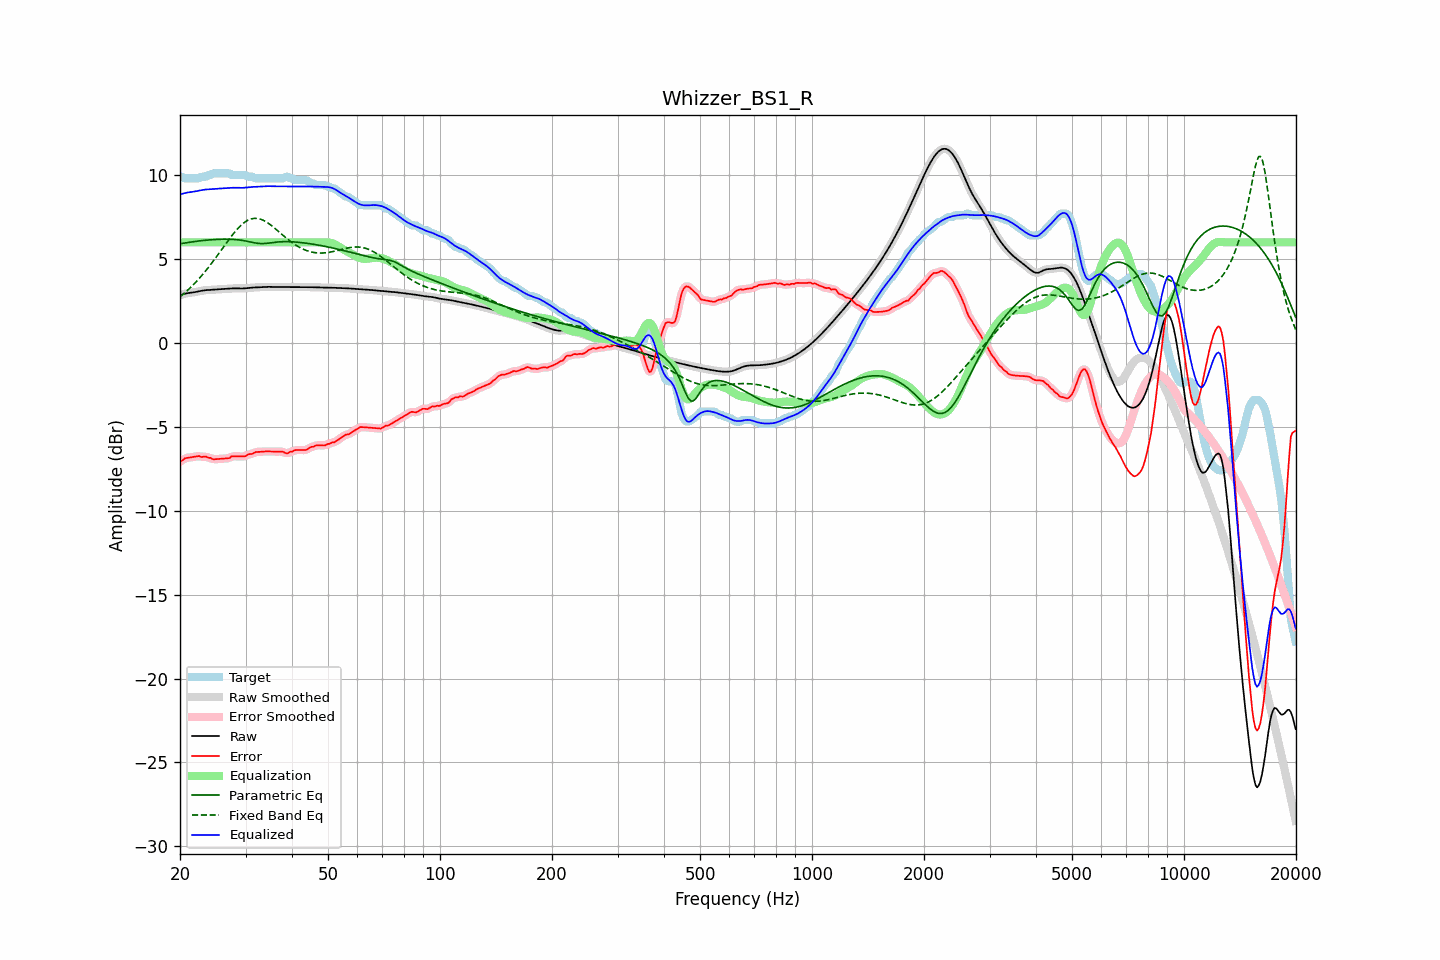 Whizzer_BS1_R
Amplitude (dBr)
10
5
0
−5
−10
−15
−20
−25
−30
Target
Raw Smoothed
Error Smoothed
Raw
Error
Equalization
Parametric Eq
Fixed Band Eq
Equalized
20 50 100 200 500 1000 2000 5000 10000 20000
Frequency (Hz)